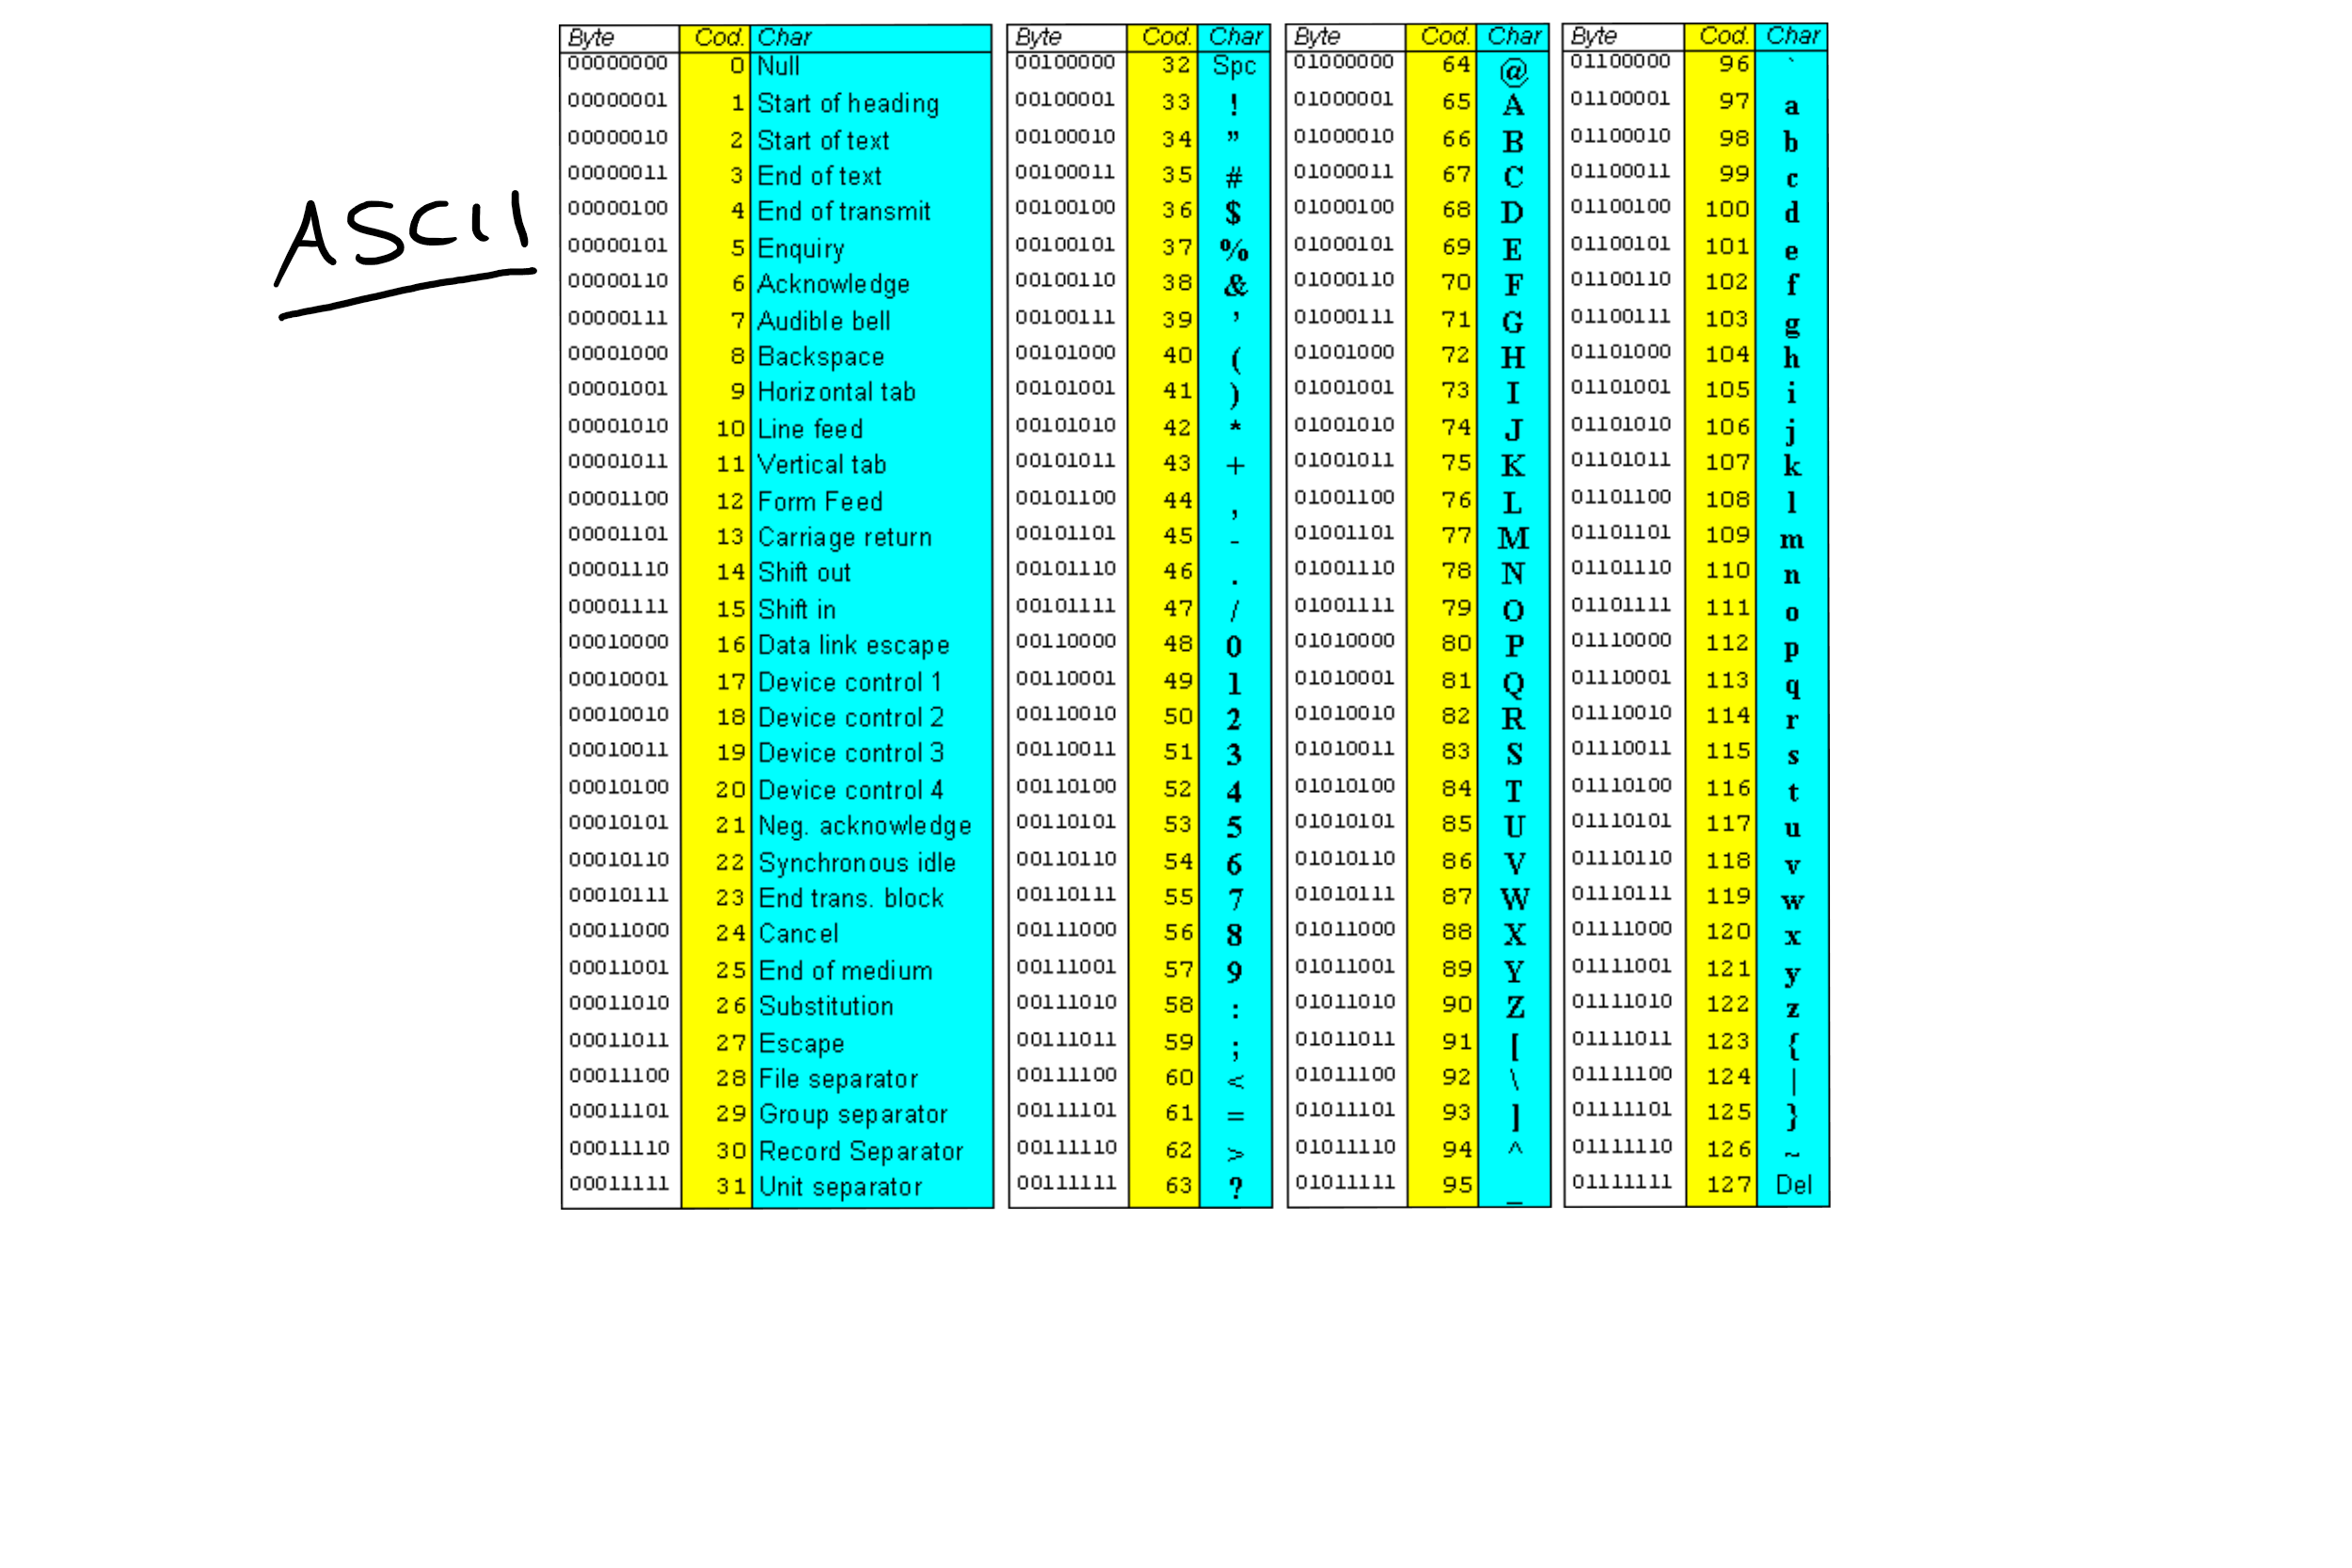 ASCII
Byte Cod. Char Byte Cod. Char Byte Cod. Char Byte Cod. Char
00000000 0 Null 00100000 32 Spc 01000000 64 @ 01100000 96 `
00000001 1 Start of heading 00100001 33 ! 01000001 65 A 01100001 97 a
00000010 2 Start of text 00100010 34 ” 01000010 66 B 01100010 98 b
00000011 3 End of text 00100011 35 # 01000011 67 C 01100011 99 c
00000100 4 End of transmit 00100100 36 $ 01000100 68 D 01100100 100 d
00000101 5 Enquiry 00100101 37 % 01000101 69 E 01100101 101 e
00000110 6 Acknowledge 00100110 38 & 01000110 70 F 01100110 102 f
00000111 7 Audible bell 00100111 39 ’ 01000111 71 G 01100111 103 g
00001000 8 Backspace 00101000 40 ( 01001000 72 H 01101000 104 h
00001001 9 Horizontal tab 00101001 41 ) 01001001 73 I 01101001 105 i
00001010 10 Line feed 00101010 42 * 01001010 74 J 01101010 106 j
00001011 11 Vertical tab 00101011 43 + 01001011 75 K 01101011 107 k
00001100 12 Form Feed 00101100 44 , 01001100 76 L 01101100 108 l
00001101 13 Carriage return 00101101 45 - 01001101 77 M 01101101 109 m
00001110 14 Shift out 00101110 46 . 01001110 78 N 01101110 110 n
00001111 15 Shift in 00101111 47 / 01001111 79 O 01101111 111 o
00010000 16 Data link escape 00110000 48 0 01010000 80 P 01110000 112 p
00010001 17 Device control 1 00110001 49 1 01010001 81 Q 01110001 113 q
00010010 18 Device control 2 00110010 50 2 01010010 82 R 01110010 114 r
00010011 19 Device control 3 00110011 51 3 01010011 83 S 01110011 115 s
00010100 20 Device control 4 00110100 52 4 01010100 84 T 01110100 116 t
00010101 21 Neg. acknowledge 00110101 53 5 01010101 85 U 01110101 117 u
00010110 22 Synchronous idle 00110110 54 6 01010110 86 V 01110110 118 v
00010111 23 End trans. block 00110111 55 7 01010111 87 W 01110111 119 w
00011000 24 Cancel 00111000 56 8 01011000 88 X 01111000 120 x
00011001 25 End of medium 00111001 57 9 01011001 89 Y 01111001 121 y
00011010 26 Substitution 00111010 58 : 01011010 90 Z 01111010 122 z
00011011 27 Escape 00111011 59 ; 01011011 91 [ 01111011 123 {
00011100 28 File separator 00111100 60 < 01011100 92 \ 01111100 124 |
00011101 29 Group separator 00111101 61 = 01011101 93 ] 01111101 125 }
00011110 30 Record Separator 00111110 62 > 01011110 94 ^ 01111110 126 ~
00011111 31 Unit separator 00111111 63 ? 01011111 95 _ 01111111 127 Del